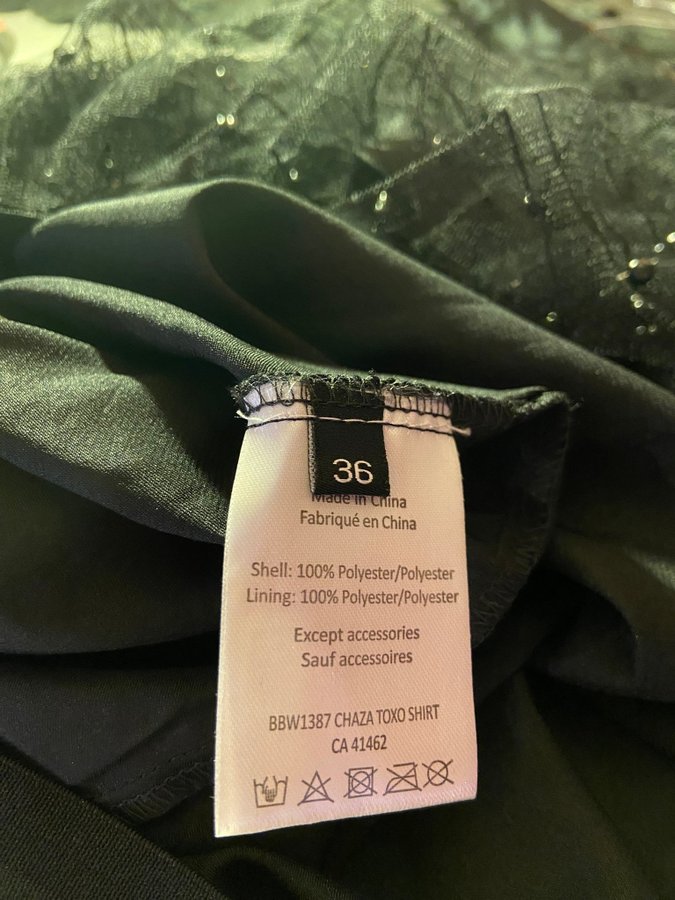 36
Made in China
Fabriqué en China
Shell: 100% Polyester/Polyester
Lining: 100% Polyester/Polyester
Except accessories
Sauf accessoires
BBW1387 CHAZA TOXO SHIRT
CA 41462